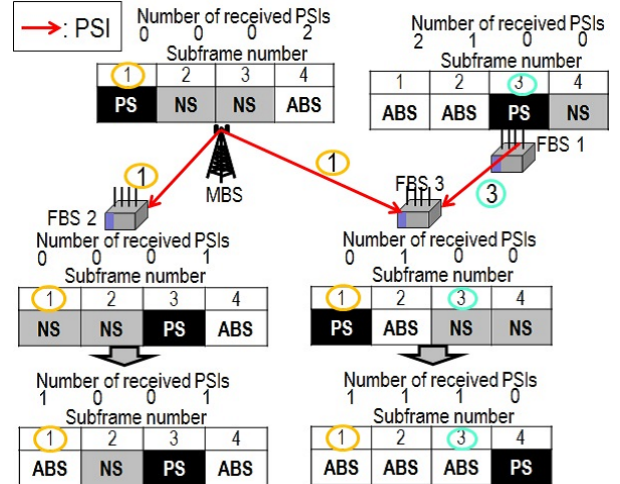 : PSI
Number of received PSIs
0 0 0 2
Subframe number
1 2 3 4
PS NS NS ABS
Number of received PSIs
2 1 0 0
Subframe number
1 2 3 4
ABS ABS PS NS
FBS 1
1
1
MBS
FBS 3
3
FBS 2
Number of received PSIs
0 0 0 1
Subframe number
1 2 3 4
NS NS PS ABS
Number of received PSIs
0 1 0 0
Subframe number
1 2 3 4
PS ABS NS NS
Number of received PSIs
1 0 0 1
Subframe number
1 2 3 4
ABS NS PS ABS
Number of received PSIs
1 1 1 0
Subframe number
1 2 3 4
ABS ABS ABS PS